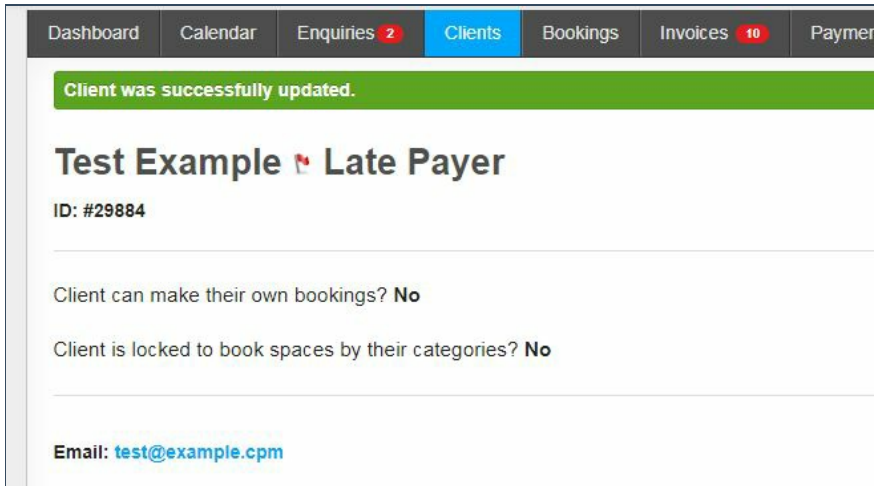 Dashboard Calendar Enquiries 2 Clients Bookings Invoices 10
Client was successfully updated.
Test Example Late Payer
ID: #29884
Client can make their own bookings? No
Client is locked to book spaces by their categories? No
Email: test@example.cpm